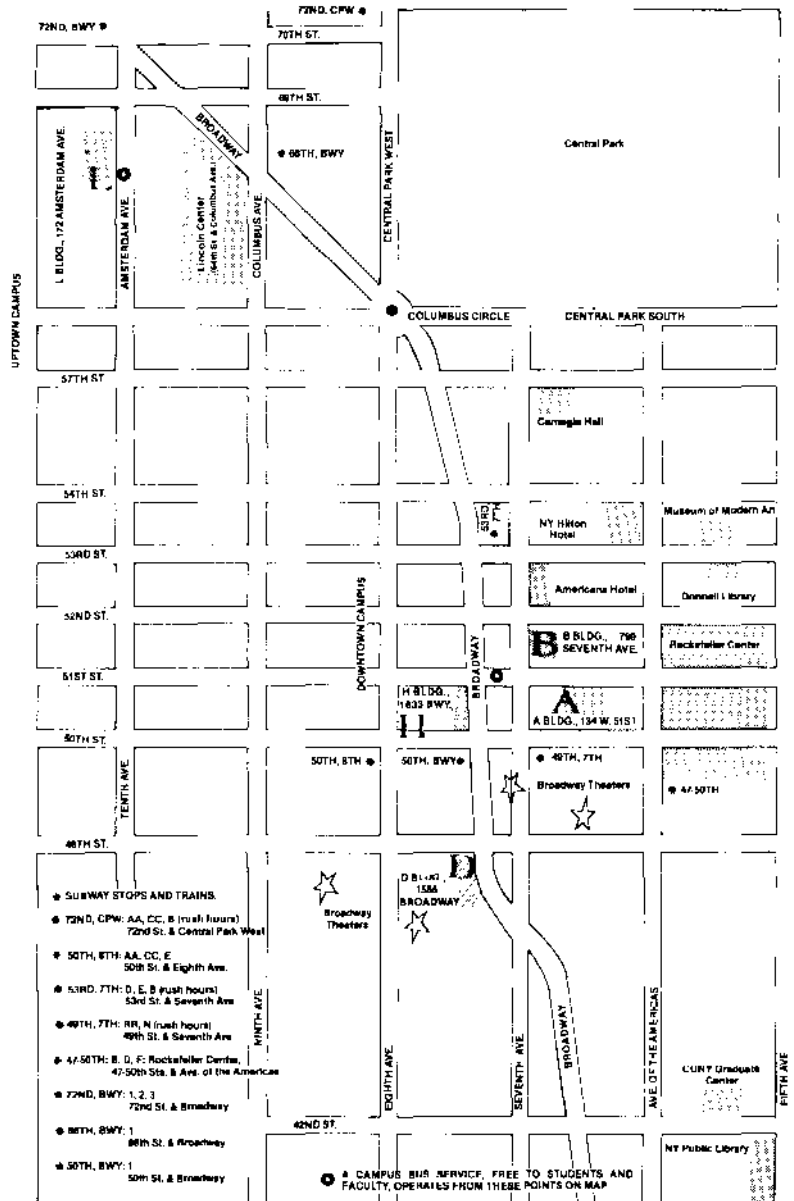 72ND, BWY
72ND, CPW
70TH ST.
69TH ST.
BROADWAY
66TH, BWY
CENTRAL PARK WEST
Central Park
L BLDG., 172 AMSTERDAM AVE.
AMSTERDAM AVE.
Lincoln Center
(64th St. & Columbus Ave.)
COLUMBUS AVE.
UPTOWN CAMPUS
COLUMBUS CIRCLE
CENTRAL PARK SOUTH
57TH ST.
Carnegie Hall
54TH ST.
53RD,
7TH
NY Hilton
Hotel
Museum of Modern Art
53RD ST.
Americana Hotel
Donnell Library
52ND ST.
DOWNTOWN CAMPUS
BROADWAY
B
B BLDG., 799
SEVENTH AVE.
Rockefeller Center
51ST ST.
H BLDG.,
1633 BWY.
H
A
A BLDG., 134 W. 51ST
50TH ST.
TENTH AVE.
50TH, 8TH
50TH, BWY
49TH, 7TH
Broadway Theaters
47-50TH
48TH ST.
D BLDG.,
1586
BROADWAY
D
Broadway
Theaters
SUBWAY STOPS AND TRAINS
72ND, CPW: AA, CC, B (rush hours)
72nd St. & Central Park West
50TH, 8TH: AA, CC, E
50th St. & Eighth Ave.
53RD, 7TH: D, E, B (rush hours)
53rd St. & Seventh Ave
49TH, 7TH: RR, N (rush hours)
49th St. & Seventh Ave
47-50TH: B, D, F: Rockefeller Centre,
47-50th Sts. & Ave. of the Americas
72ND, BWY: 1, 2, 3
72nd St. & Broadway
66TH, BWY: 1
66th St. & Broadway
50TH, BWY: 1
50th St. & Broadway
NINTH AVE.
EIGHTH AVE.
SEVENTH AVE.
BROADWAY
AVE. OF THE AMERICAS
FIFTH AVE.
CUNY Graduate
Center
42ND ST.
NY Public Library
A CAMPUS BUS SERVICE, FREE TO STUDENTS AND
FACULTY, OPERATES FROM THESE POINTS ON MAP